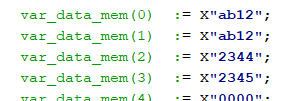 var_data_mem(0)  := X"ab12";
var_data_mem(1)  := X"ab12";
var_data_mem(2)  := X"2344";
var_data_mem(3)  := X"2345";
var_data_mem(4)  := X"0000";